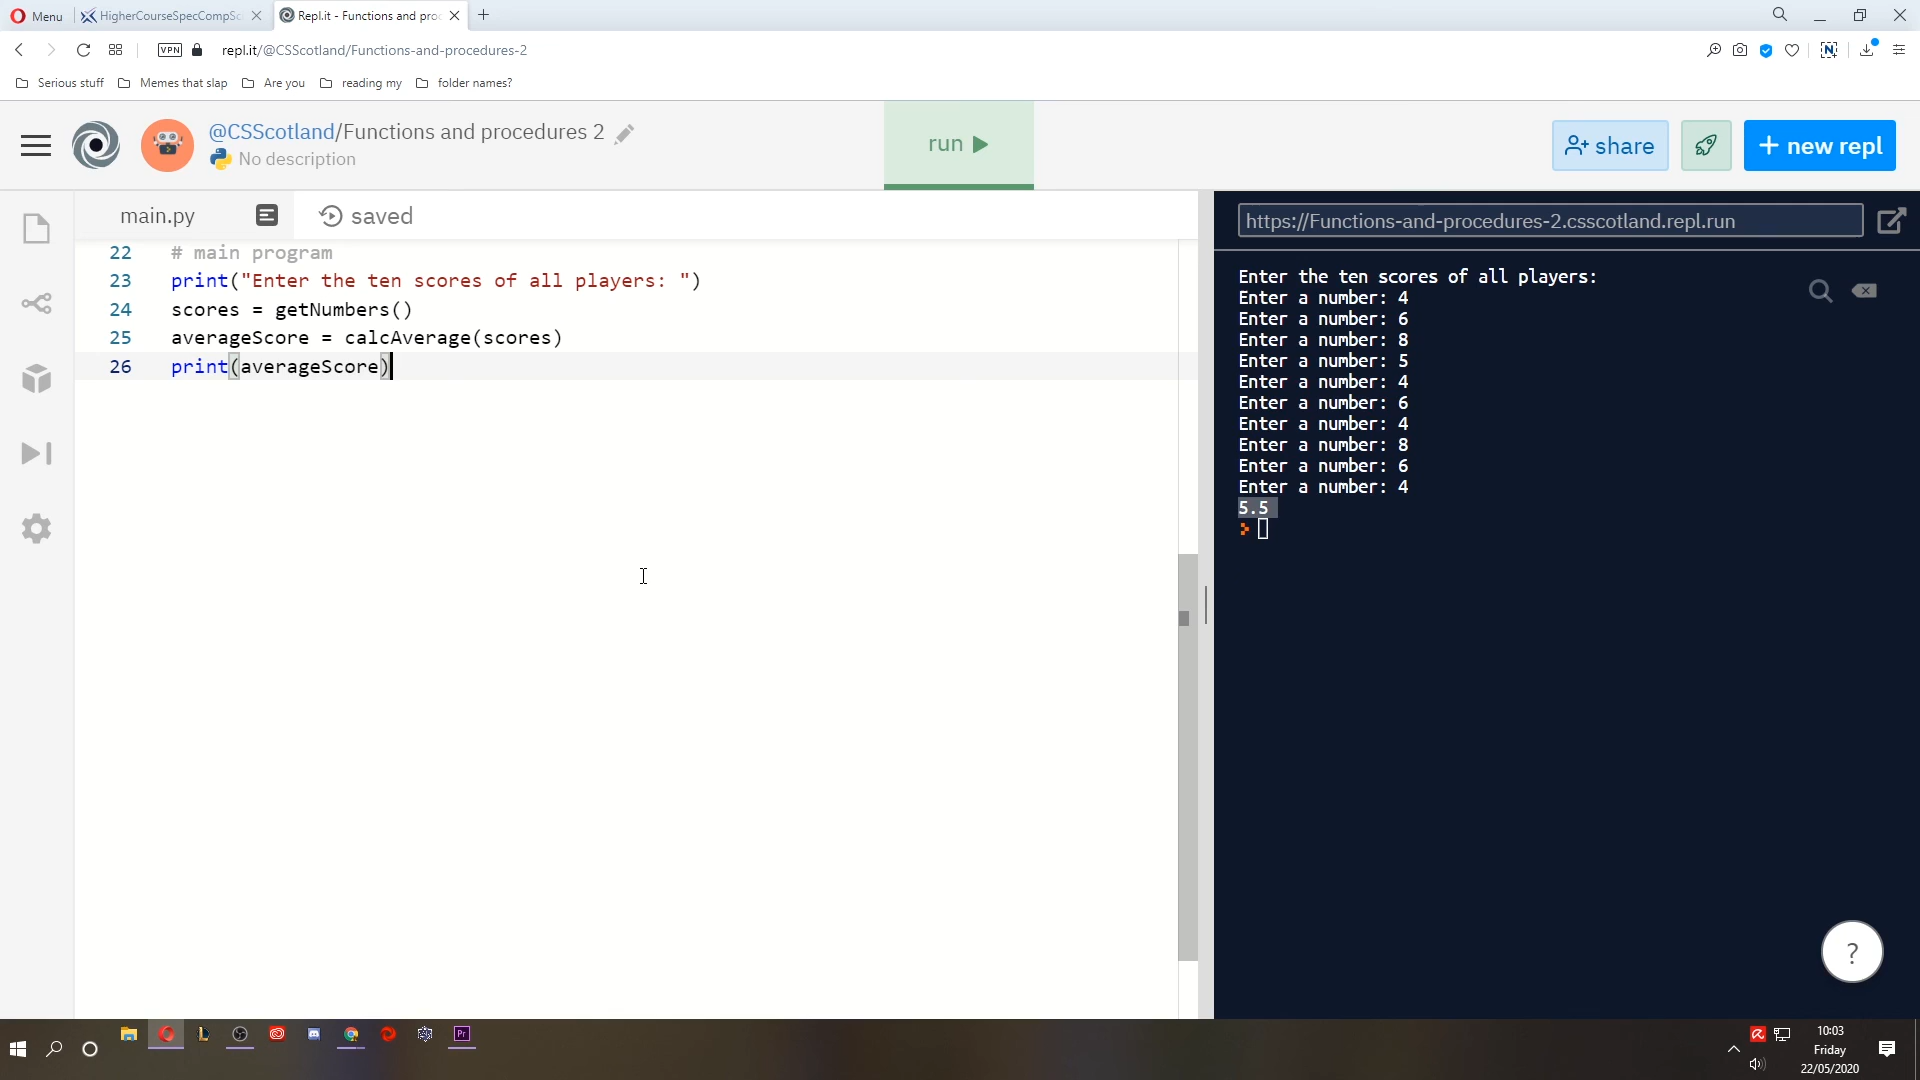 Menu
HigherCourseSpecCompSc
Repl.it - Functions and proc
VPN
repl.it/@CSScotland/Functions-and-procedures-2
Serious stuff
Memes that slap
Are you
reading my
folder names?
@CSScotland/Functions and procedures 2
No description
run
share
+ new repl
main.py
saved
https://Functions-and-procedures-2.csscotland.repl.run
22 # main program
23 print("Enter the ten scores of all players: ")
24 scores = getNumbers()
25 averageScore = calcAverage(scores)
26 print(averageScore)
Enter the ten scores of all players:
Enter a number: 4
Enter a number: 6
Enter a number: 8
Enter a number: 5
Enter a number: 4
Enter a number: 6
Enter a number: 4
Enter a number: 8
Enter a number: 6
Enter a number: 4
5.5
?
Pr
10:03
Friday
22/05/2020